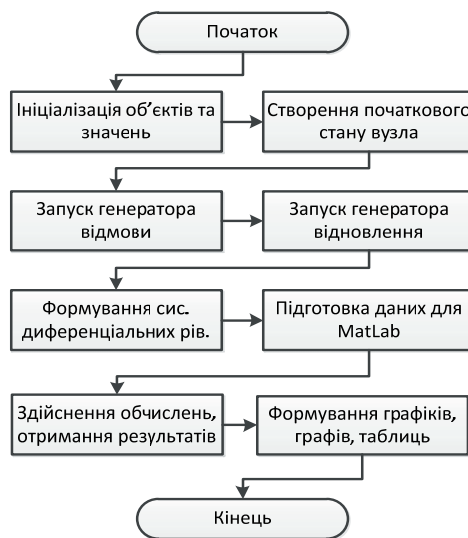 Початок
Ініціалізація об’єктів та
значень
Створення початкового
стану вузла
Запуск генератора
відмови
Запуск генератора
відновлення
Формування сис.
диференціальних рів.
Підготовка даних для
MatLab
Здійснення обчислень,
отримання результатів
Формування графіків,
графів, таблиць
Кінець